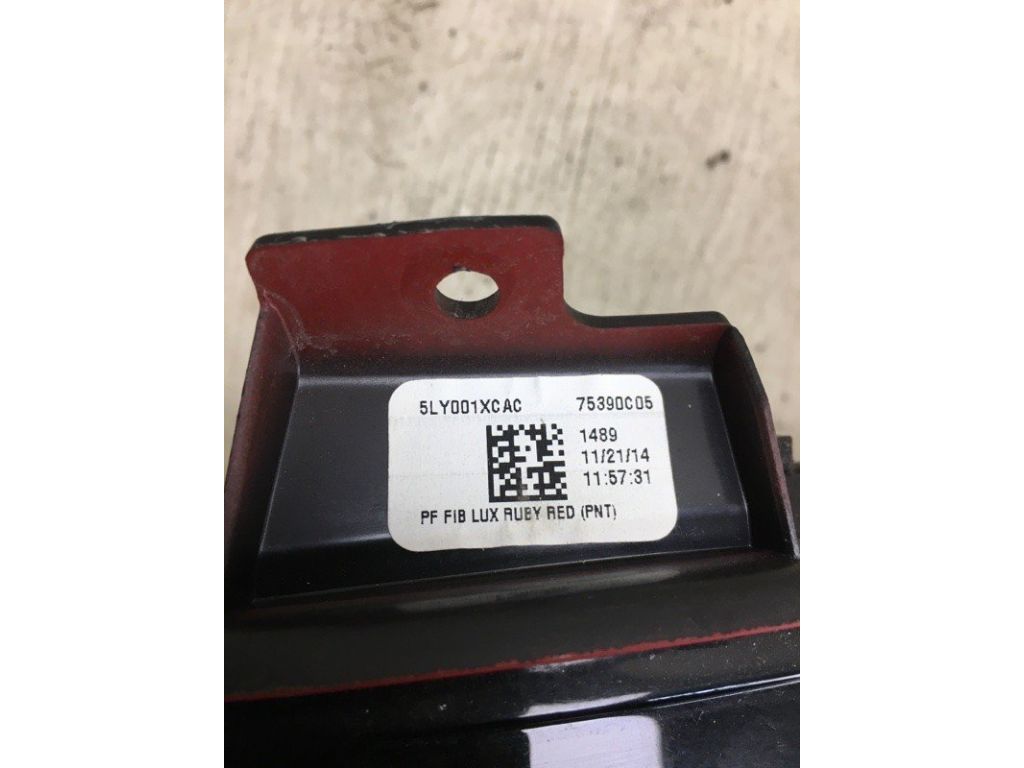 5LY001XCAC 75390C05
1489
11/21/14
11:57:31
PF FIB LUX RUBY RED (PNT)